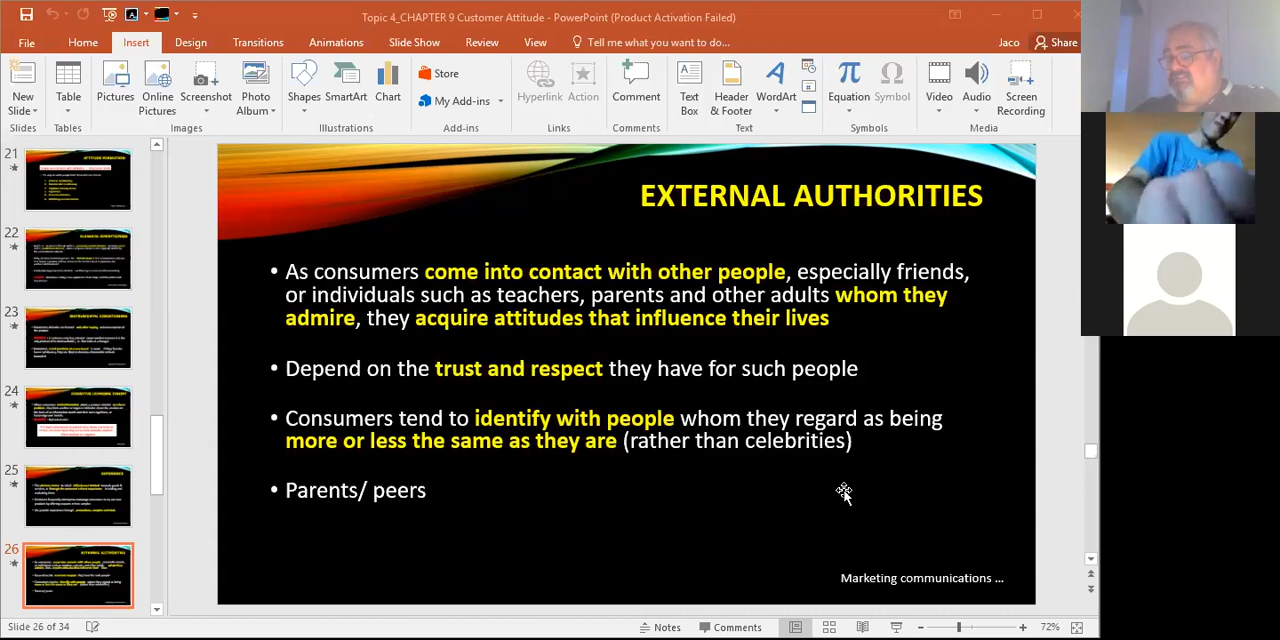 Topic 4_CHAPTER 9 Customer Attitude - PowerPoint (Product Activation Failed)
File Home Insert Design Transitions Animations Slide Show Review View Tell me what you want to do... Jaco Share
New Slide Table Pictures Online Pictures Screenshot Photo Album Shapes SmartArt Chart Store My Add-ins Hyperlink Action Comment Text Box Header & Footer WordArt Equation Symbol Video Audio Screen Recording
Slides Tables Images Illustrations Add-ins Links Comments Text Symbols Media
21
22
23
24
25
26
EXTERNAL AUTHORITIES
• As consumers come into contact with other people, especially friends,
or individuals such as teachers, parents and other adults whom they
admire, they acquire attitudes that influence their lives
• Depend on the trust and respect they have for such people
• Consumers tend to identify with people whom they regard as being
more or less the same as they are (rather than celebrities)
• Parents/ peers
Marketing communications ...
Slide 26 of 34 Notes Comments 72%